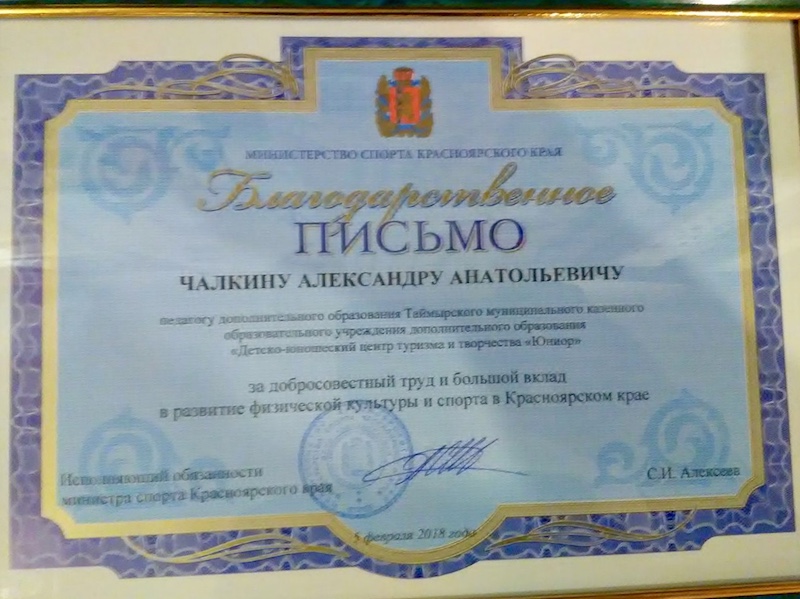 МИНИСТЕРСТВО СПОРТА КРАСНОЯРСКОГО КРАЯ
Благодарственное
ПИСЬМО
ЧАЛКИНУ АЛЕКСАНДРУ АНАТОЛЬЕВИЧУ
педагогу дополнительного образования Таймырского муниципального казенного
образовательного учреждения дополнительного образования
«Детско-юношеский центр туризма и творчества «Юниор»
за добросовестный труд и большой вклад
в развитие физической культуры и спорта в Красноярском крае
Исполняющий обязанности
министра спорта Красноярского края
С.И. Алексеев
5 февраля 2018 года